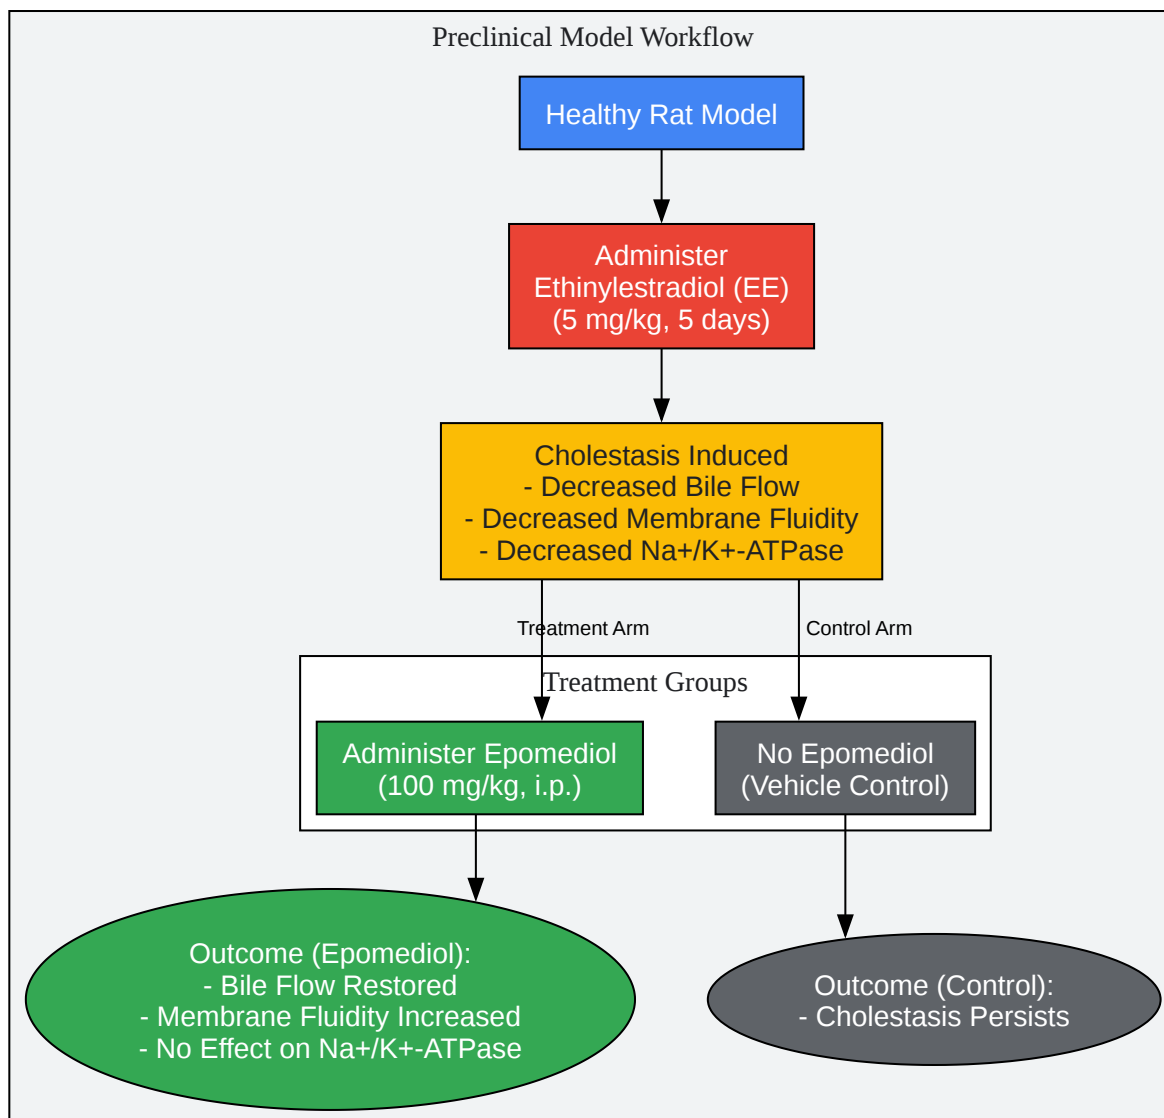 Preclinical Model Workflow
Healthy Rat Model
Administer
Ethinylestradiol (EE)
(5 mg/kg, 5 days)
Cholestasis Induced
- Decreased Bile Flow
- Decreased Membrane Fluidity
- Decreased Na+/K+-ATPase
Treatment Arm
Control Arm
Treatment Groups
Administer Epomediol
(100 mg/kg, i.p.)
No Epomediol
(Vehicle Control)
Outcome (Epomediol):
- Bile Flow Restored
- Membrane Fluidity Increased
- No Effect on Na+/K+-ATPase
Outcome (Control):
- Cholestasis Persists